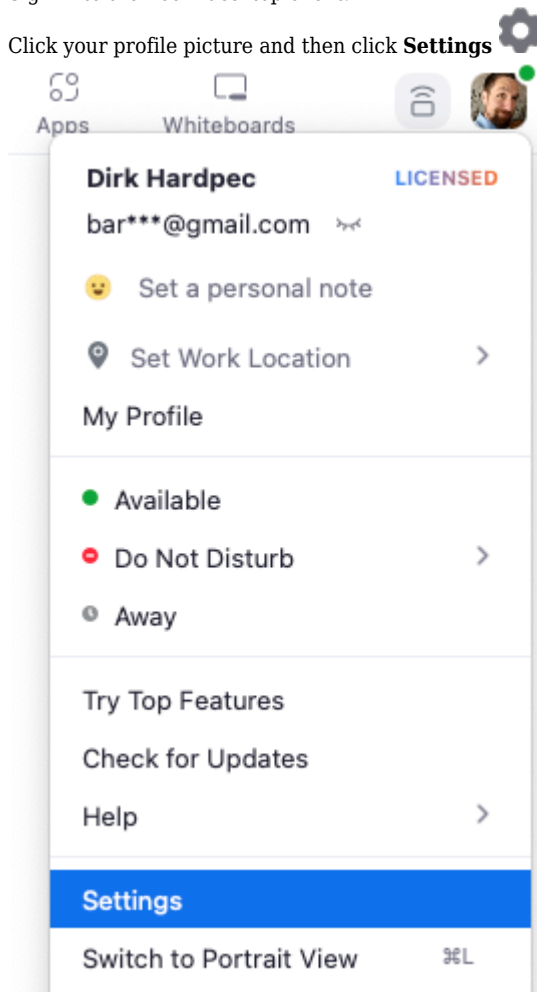 Click your profile picture and then click Settings
Apps Whiteboards
Dirk Hardpec LICENSED
bar***@gmail.com
Set a personal note
Set Work Location
My Profile
Available
Do Not Disturb
Away
Try Top Features
Check for Updates
Help
Settings
Switch to Portrait View ⌘L